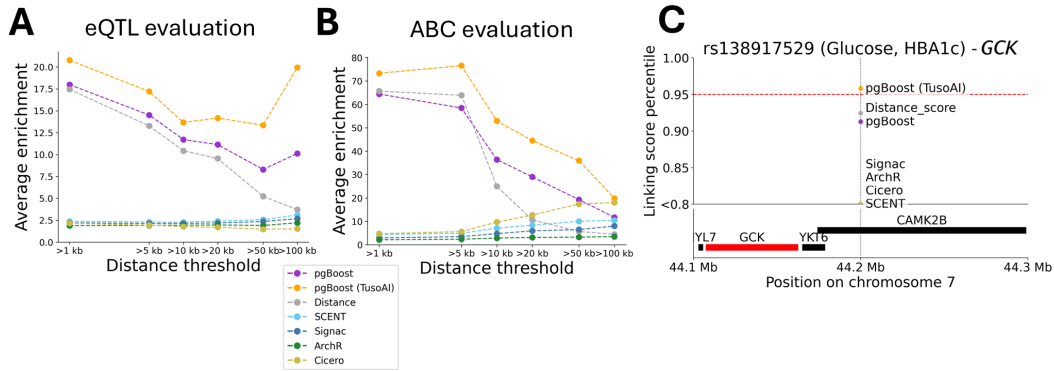 A
eQTL evaluation
Average enrichment
20.0
17.5
15.0
12.5
10.0
7.5
5.0
2.5
0.0
>1 kb
>5 kb
>10 kb
>20 kb
>50 kb
>100 kb
Distance threshold
B
ABC evaluation
Average enrichment
80
70
60
50
40
30
20
10
0
>1 kb
>5 kb
>10 kb
>20 kb
>50 kb
>100 kb
Distance threshold
pgBoost
pgBoost (TusoAI)
Distance
SCENT
Signac
ArchR
Cicero
C
rs138917529 (Glucose, HBA1c) - GCK
Linking score percentile
1.00
0.95
0.90
0.85
<0.8
pgBoost (TusoAI)
Distance_score
pgBoost
Signac
ArchR
Cicero
SCENT
CAMK2B
YL7
GCK
YKT6
44.1 Mb
44.2 Mb
44.3 Mb
Position on chromosome 7